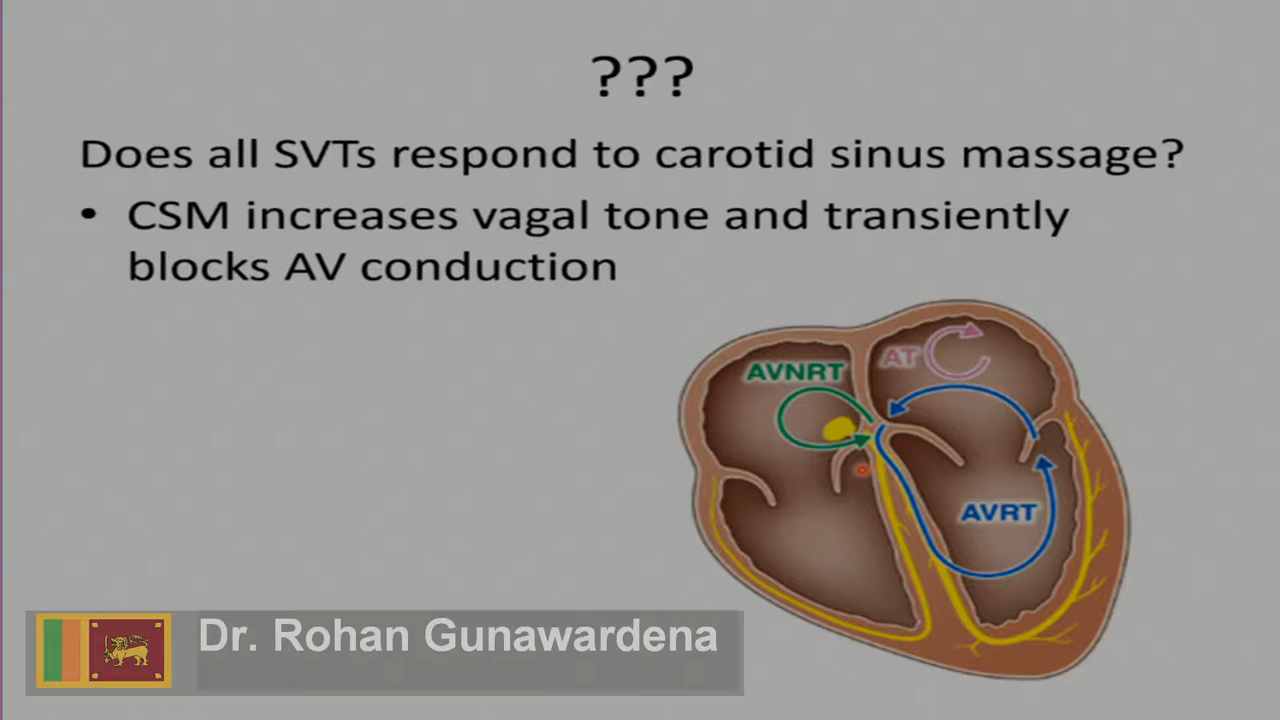 ???
Does all SVTs respond to carotid sinus massage?
• CSM increases vagal tone and transiently
blocks AV conduction
AVNRT
AT
AVRT
Dr. Rohan Gunawardena